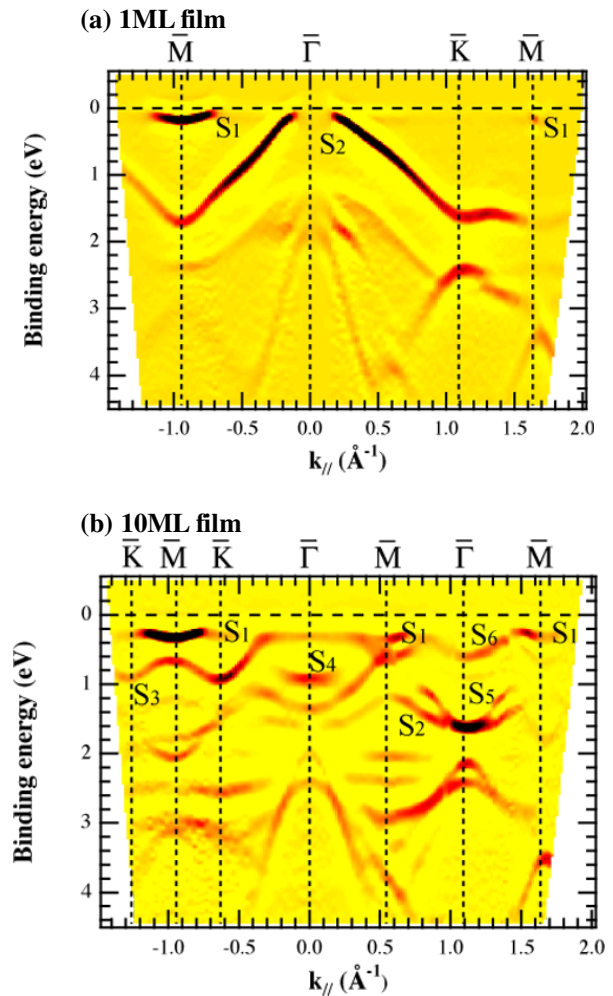 (a) 1ML film
M̄ Γ̄ K̄ M̄
0
S1 S2 S1
1
2
3
4
Binding energy (eV)
-1.0 -0.5 0.0 0.5 1.0 1.5 2.0
k// (Å-1)
(b) 10ML film
K̄ M̄ K̄ Γ̄ M̄ Γ̄ M̄
0
S1 S1 S6 S1
S4
1
S3 S5
S2
2
3
4
Binding energy (eV)
-1.0 -0.5 0.0 0.5 1.0 1.5 2.0
k// (Å-1)